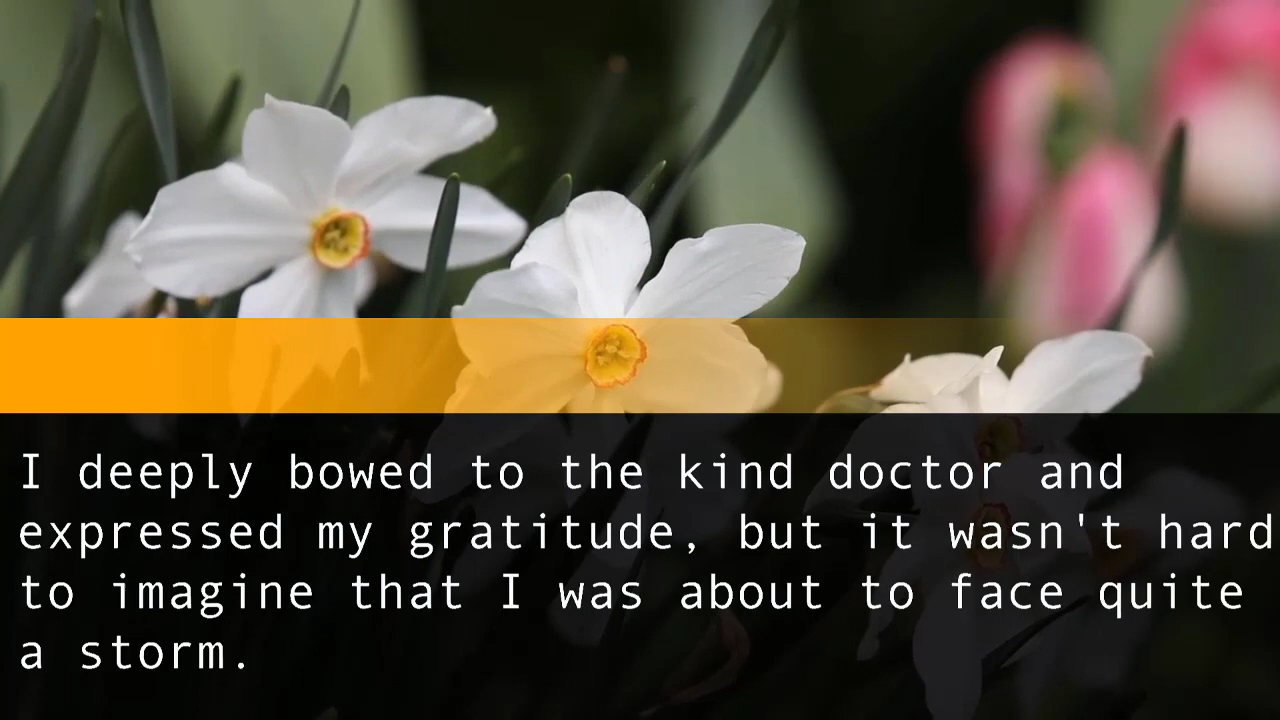 I deeply bowed to the kind doctor and
expressed my gratitude, but it wasn't hard
to imagine that I was about to face quite
a storm.